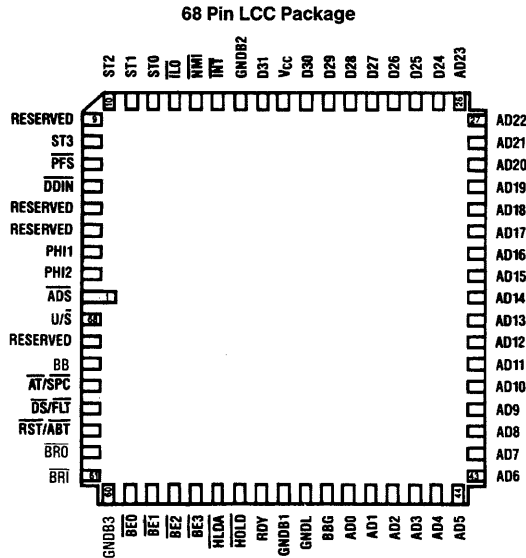 68 Pin LCC Package
ST2
ST1
ST0
ILO
NMI
INT
GNDB2
D31
VCC
D30
D29
D28
D27
D26
D25
D24
AD23
10
26
RESERVED
ST3
PFS
DDIN
RESERVED
RESERVED
PHI1
PHI2
ADS
U/S
RESERVED
BB
AT/SPC
DS/FLT
RST/ABT
BRO
BRI
9
1
68
61
27
43
AD22
AD21
AD20
AD19
AD18
AD17
AD16
AD15
AD14
AD13
AD12
AD11
AD10
AD9
AD8
AD7
AD6
60
44
GNDB3
BE0
BE1
BE2
BE3
HLDA
HOLD
RDY
GNDB1
GNDL
BBG
AD0
AD1
AD2
AD3
AD4
AD5